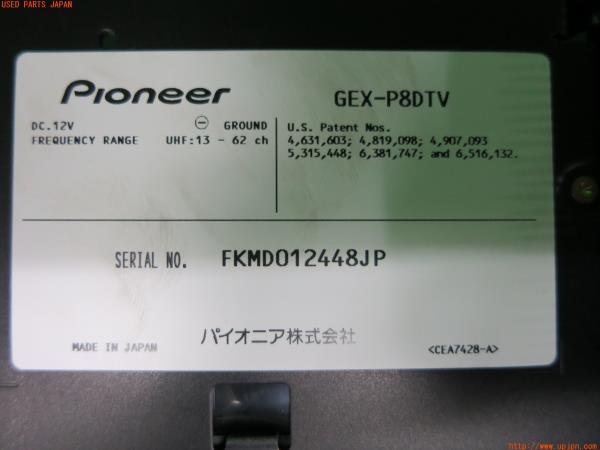 USED PARTS JAPAN
Pioneer
GEX-P8DTV
DC.12V
⊖ GROUND
FREQUENCY RANGE
UHF:13 - 62 ch
U.S. Patent Nos.
4,631,603; 4,819,098; 4,907,093
5,315,448; 6,381,747; and 6,516,132.
SERIAL NO. FKMD012448JP
パイオニア株式会社
MADE IN JAPAN
<CEA7428-A>
http://www.upjpn.com/